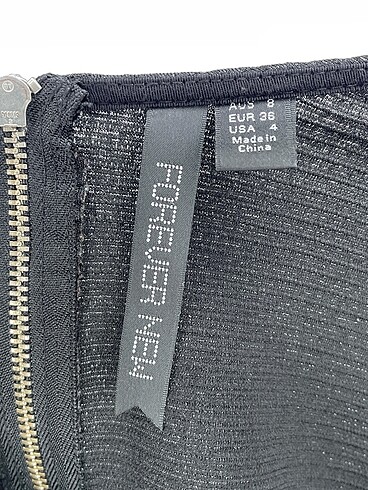 AUS 8
EUR 36
USA 4
Made in
China
FOREVER NEW